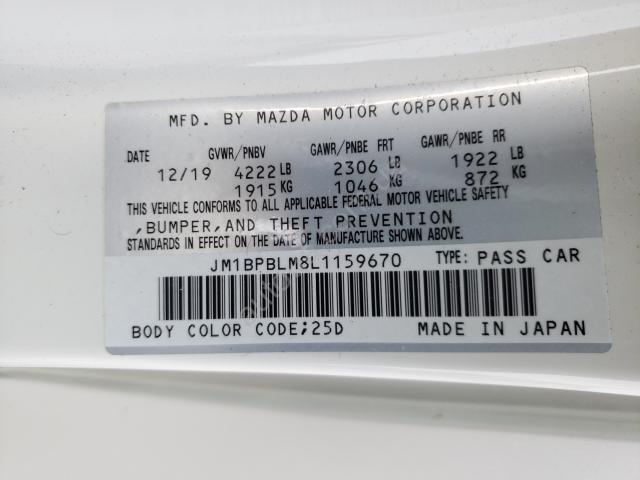 MFD. BY MAZDA MOTOR CORPORATION
DATE GVWR/PNBV GAWR/PNBE FRT GAWR/PNBE RR
12/19 4222 LB 2306 LB 1922 LB
1915 KG 1046 KG 872 KG
THIS VEHICLE CONFORMS TO ALL APPLICABLE FEDERAL MOTOR VEHICLE SAFETY
,BUMPER,AND THEFT PREVENTION
STANDARDS IN EFFECT ON THE DATE OF MANUFACTURE SHOWN ABOVE.
JM1BPBLM8L1159670 TYPE: PASS CAR
BODY COLOR CODE;25D MADE IN JAPAN